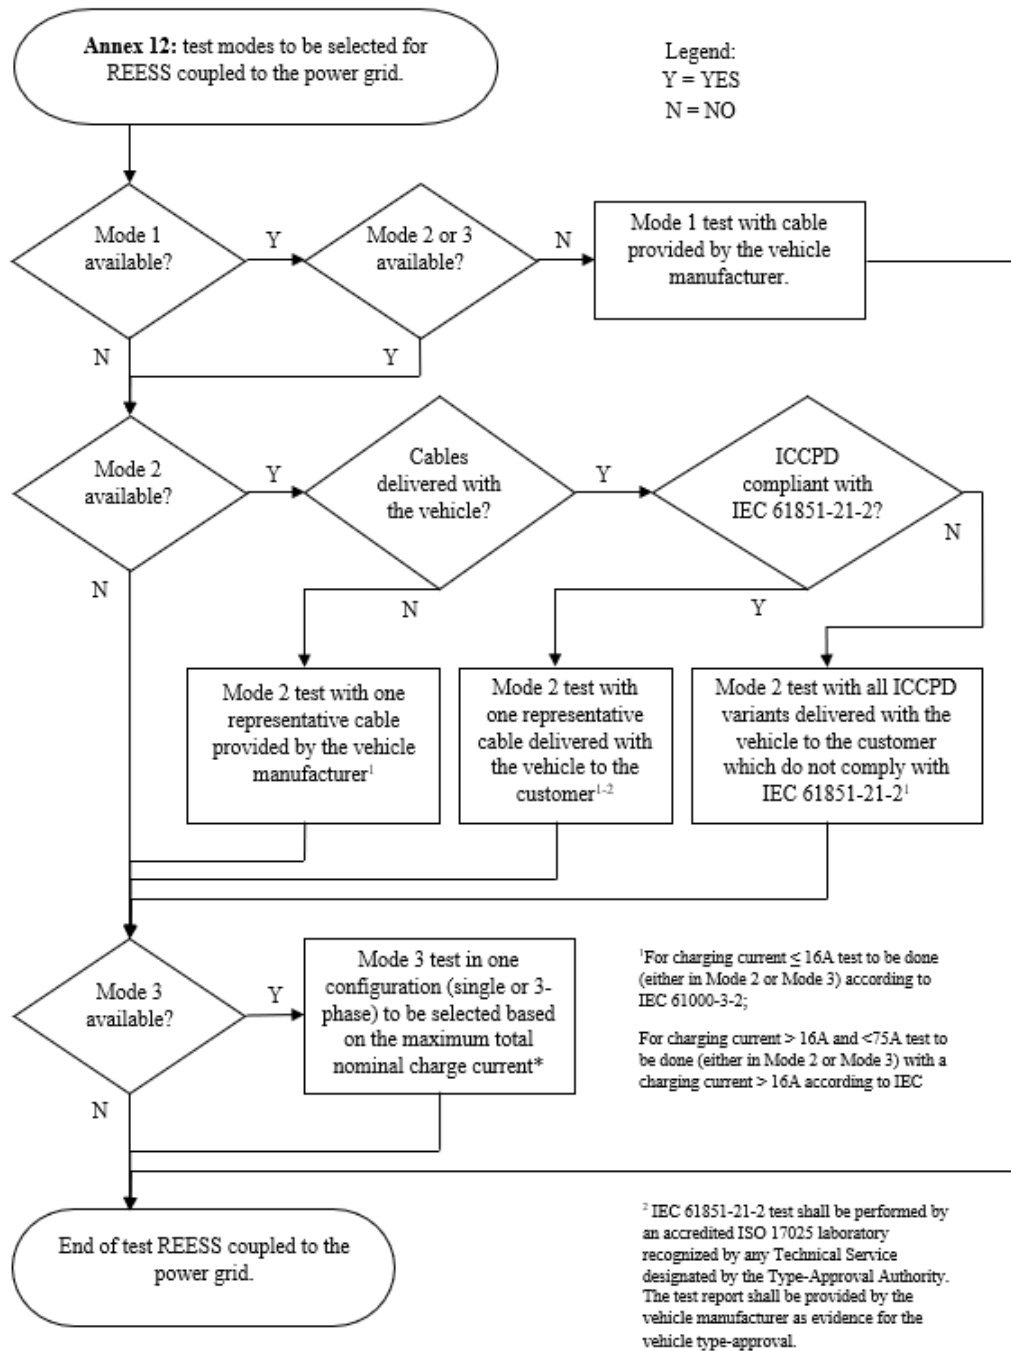 Annex 12: test modes to be selected for
REESS coupled to the power grid.
Legend:
Y = YES
N = NO
Mode 1
available?
Y
Mode 2 or 3
available?
N
Mode 1 test with cable
provided by the vehicle
manufacturer.
N
Y
Mode 2
available?
Y
Cables
delivered with
the vehicle?
Y
ICCPD
compliant with
IEC 61851-21-2?
N
N
N
Y
Mode 2 test with one
representative cable
provided by the vehicle
manufacturer¹
Mode 2 test with
one representative
cable delivered with
the vehicle to the
customer¹⁻²
Mode 2 test with all ICCPD
variants delivered with the
vehicle to the customer
which do not comply with
IEC 61851-21-2¹
Mode 3
available?
Y
Mode 3 test in one
configuration (single or 3-
phase) to be selected based
on the maximum total
nominal charge current*
N
¹For charging current ≤ 16A test to be done
(either in Mode 2 or Mode 3) according to
IEC 61000-3-2;
For charging current > 16A and <75A test to
be done (either in Mode 2 or Mode 3) with a
charging current > 16A according to IEC
End of test REESS coupled to the
power grid.
² IEC 61851-21-2 test shall be performed by
an accredited ISO 17025 laboratory
recognized by any Technical Service
designated by the Type-Approval Authority.
The test report shall be provided by the
vehicle manufacturer as evidence for the
vehicle type-approval.